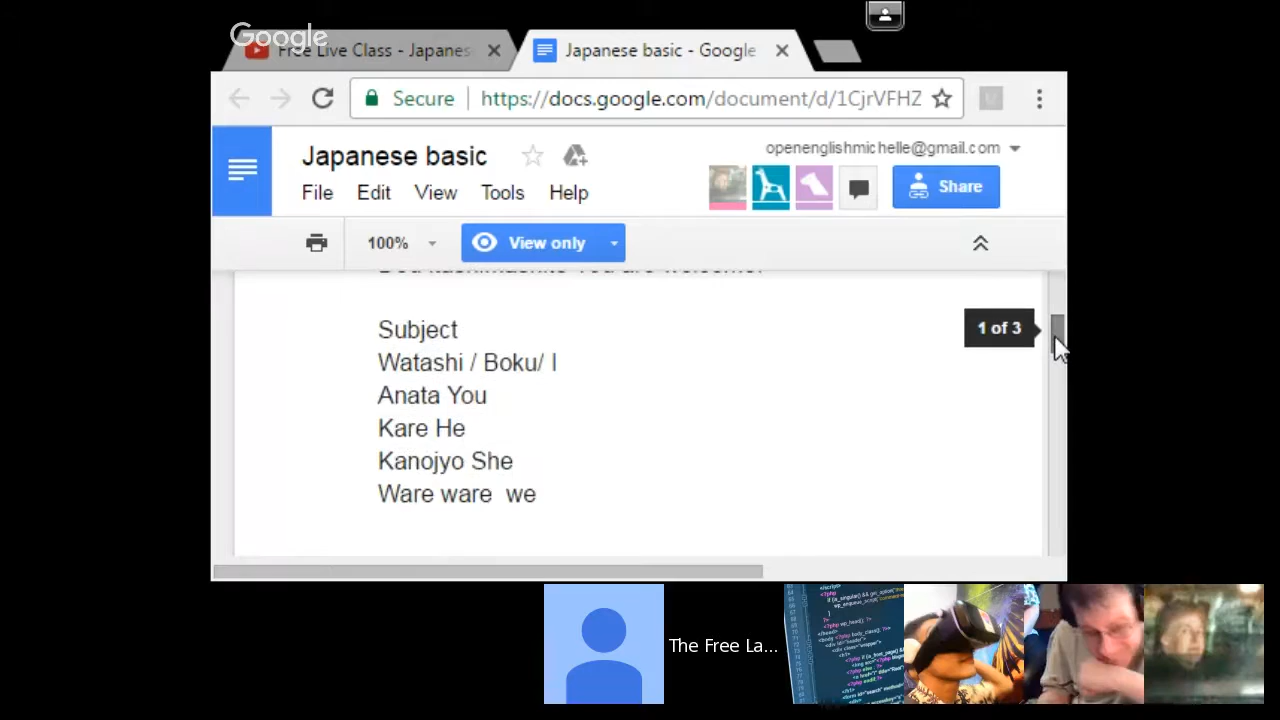 Google
Free Live Class - Japanes
Japanese basic - Google
Secure
https://docs.google.com/document/d/1CjrVFHZ
Japanese basic
openenglishmichelle@gmail.com
File Edit View Tools Help
Share
100%
View only
Subject
1 of 3
Watashi / Boku/ I
Anata You
Kare He
Kanojyo She
Ware ware we
The Free La...